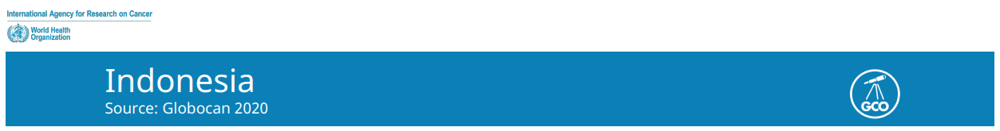 International Agency for Research on Cancer
World Health
Organization
Indonesia
Source: Globocan 2020
GCO